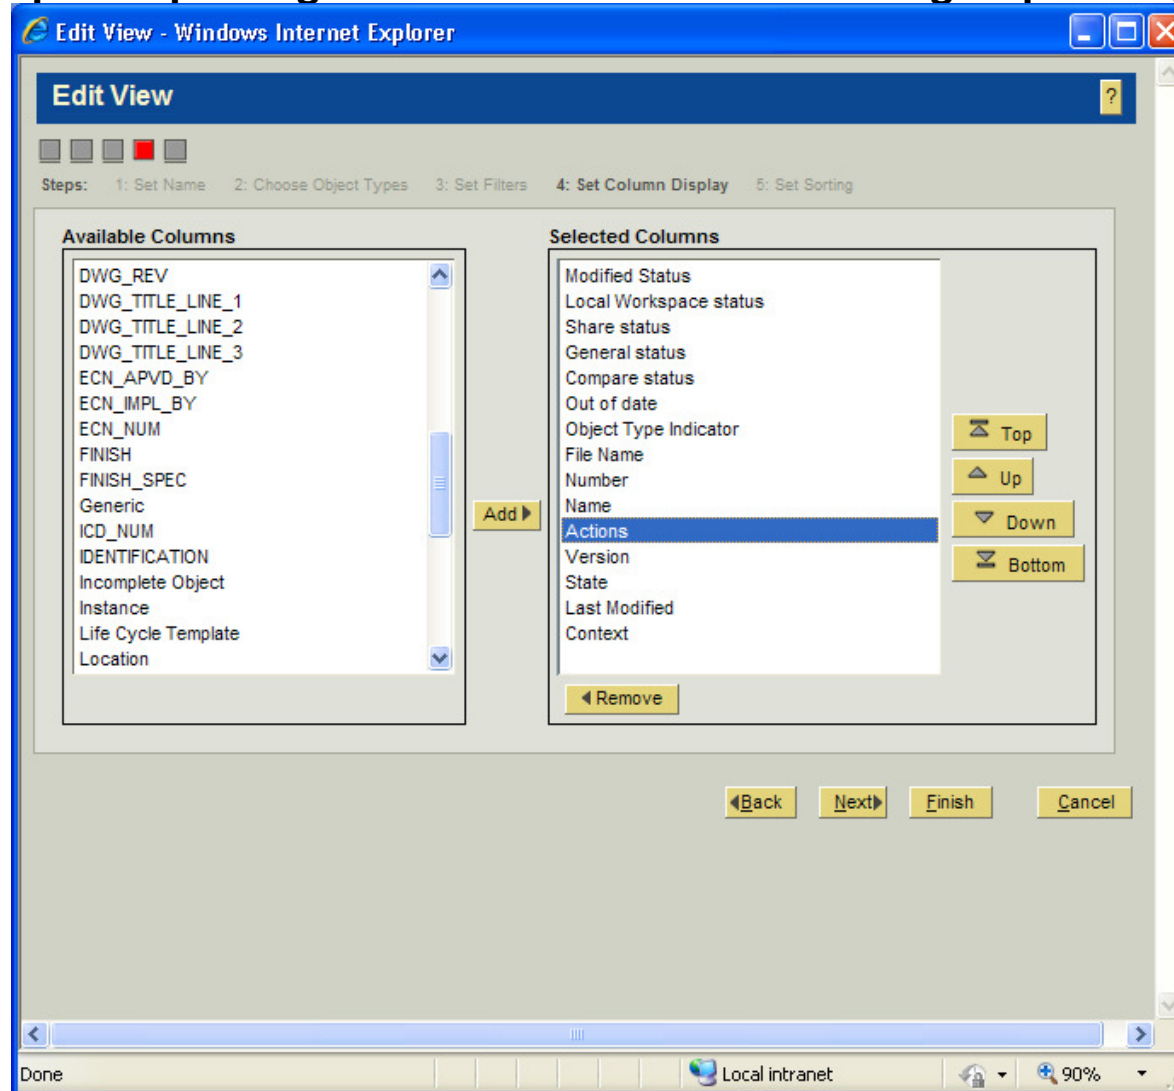 Edit View - Windows Internet Explorer
Edit View
?
Steps: 1: Set Name 2: Choose Object Types 3: Set Filters 4: Set Column Display 5: Set Sorting
Available Columns
DWG_REV
DWG_TITLE_LINE_1
DWG_TITLE_LINE_2
DWG_TITLE_LINE_3
ECN_APVD_BY
ECN_IMPL_BY
ECN_NUM
FINISH
FINISH_SPEC
Generic
ICD_NUM
IDENTIFICATION
Incomplete Object
Instance
Life Cycle Template
Location
Add
Selected Columns
Modified Status
Local Workspace status
Share status
General status
Compare status
Out of date
Object Type Indicator
File Name
Number
Name
Actions
Version
State
Last Modified
Context
Remove
Top
Up
Down
Bottom
Back Next Finish Cancel
Done Local intranet 90%